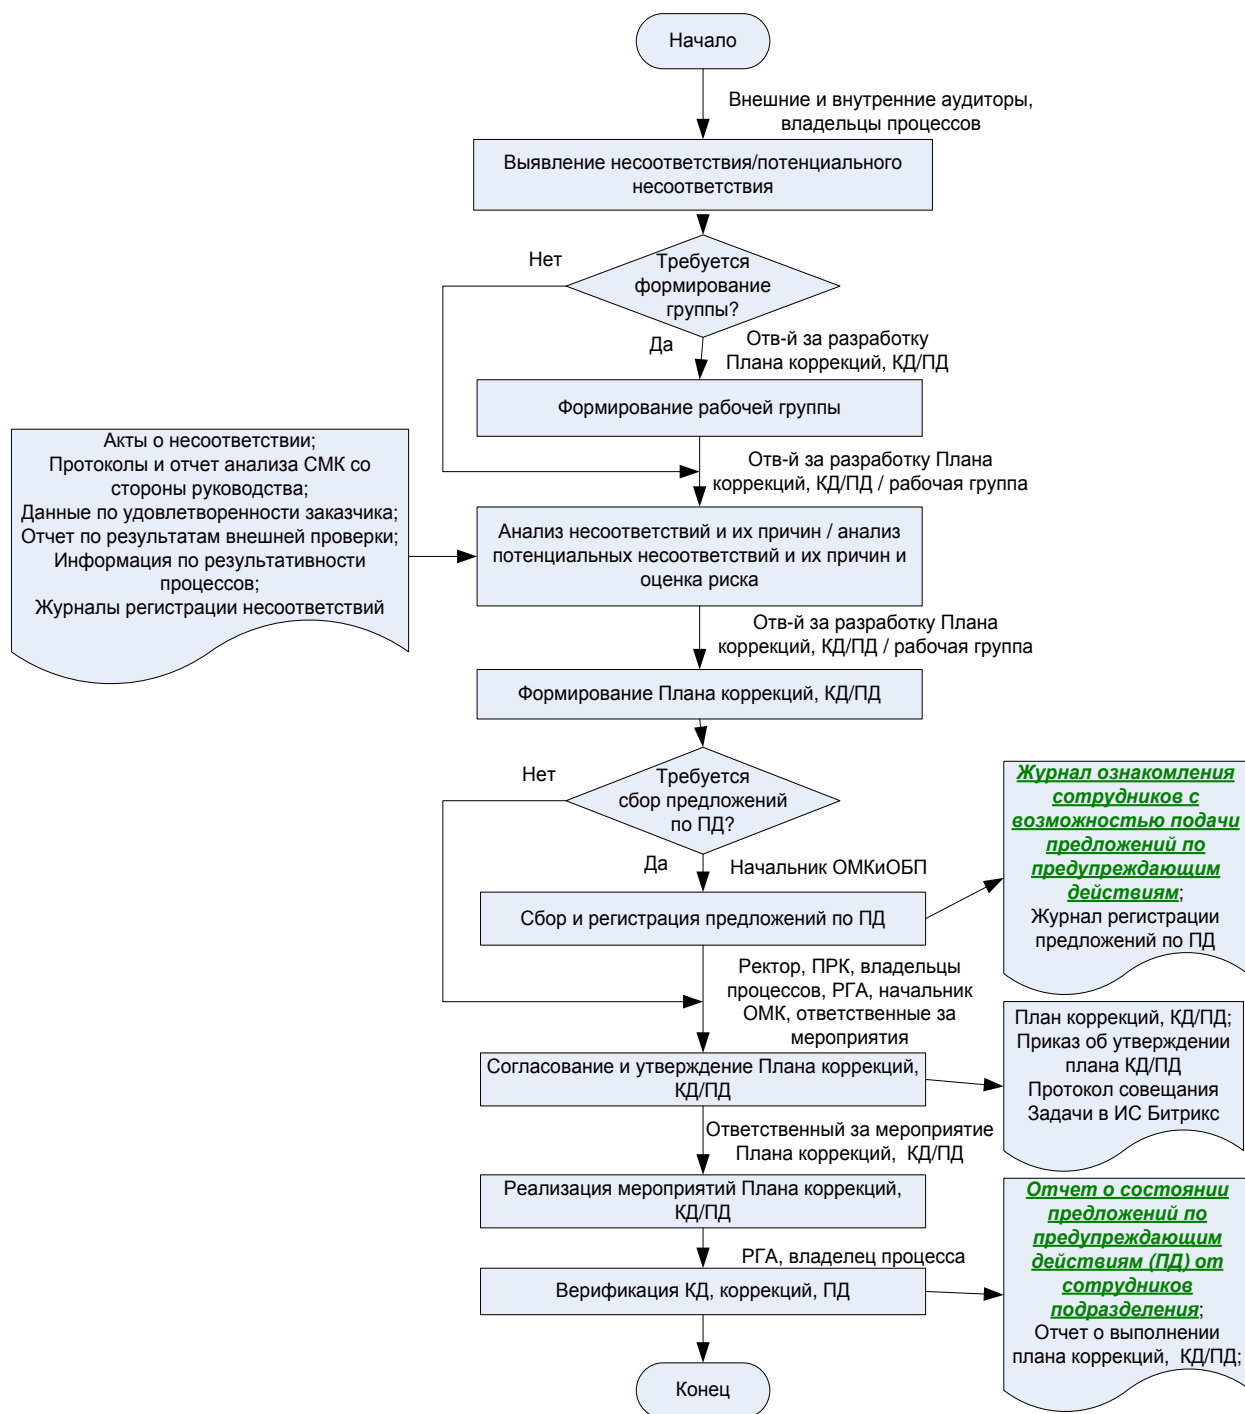 Начало
Внешние и внутренние аудиторы,
владельцы процессов
Выявление несоответствия/потенциального
несоответствия
Нет
Требуется
формирование
группы?
Да
Отв-й за разработку
Плана коррекций, КД/ПД
Формирование рабочей группы
Акты о несоответствии;
Протоколы и отчет анализа СМК со
стороны руководства;
Данные по удовлетворенности заказчика;
Отчет по результатам внешней проверки;
Информация по результативности
процессов;
Журналы регистрации несоответствий
Отв-й за разработку Плана
коррекций, КД/ПД / рабочая группа
Анализ несоответствий и их причин / анализ
потенциальных несоответствий и их причин и
оценка риска
Отв-й за разработку Плана
коррекций, КД/ПД / рабочая группа
Формирование Плана коррекций, КД/ПД
Нет
Требуется
сбор предложений
по ПД?
Да
Начальник ОМКиОБП
Сбор и регистрация предложений по ПД
Журнал ознакомления
сотрудников с
возможностью подачи
предложений по
предупреждающим
действиям;
Журнал регистрации
предложений по ПД
Ректор, ПРК, владельцы
процессов, РГА, начальник
ОМК, ответственные за
мероприятия
Согласование и утверждение Плана коррекций,
КД/ПД
План коррекций, КД/ПД;
Приказ об утверждении
плана КД/ПД
Протокол совещания
Задачи в ИС Битрикс
Ответственный за мероприятие
Плана коррекций,  КД/ПД
Реализация мероприятий Плана коррекций,
КД/ПД
РГА, владелец процесса
Верификация КД, коррекций, ПД
Отчет о состоянии
предложений по
предупреждающим
действиям (ПД) от
сотрудников
подразделения;
Отчет о выполнении
плана коррекций,  КД/ПД;
Конец